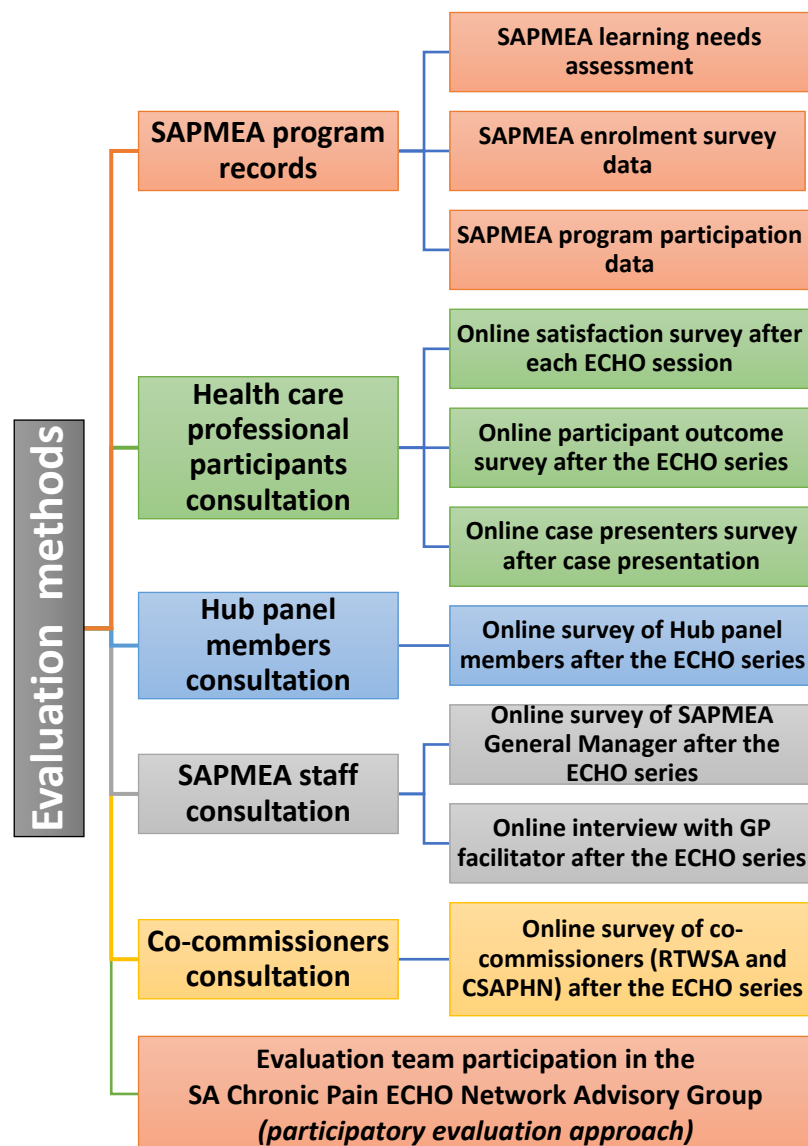 Evaluation methods
SAPMEA program
records
SAPMEA learning needs
assessment
SAPMEA enrolment survey
data
SAPMEA program participation
data
Health care
professional
participants
consultation
Online satisfaction survey after
each ECHO session
Online participant outcome
survey after the ECHO series
Online case presenters survey
after case presentation
Hub panel
members
consultation
Online survey of Hub panel
members after the ECHO series
SAPMEA staff
consultation
Online survey of SAPMEA
General Manager after the
ECHO series
Online interview with GP
facilitator after the ECHO series
Co-commissioners
consultation
Online survey of co-
commissioners (RTWSA and
CSAPHN) after the ECHO series
Evaluation team participation in the
SA Chronic Pain ECHO Network Advisory Group
(participatory evaluation approach)